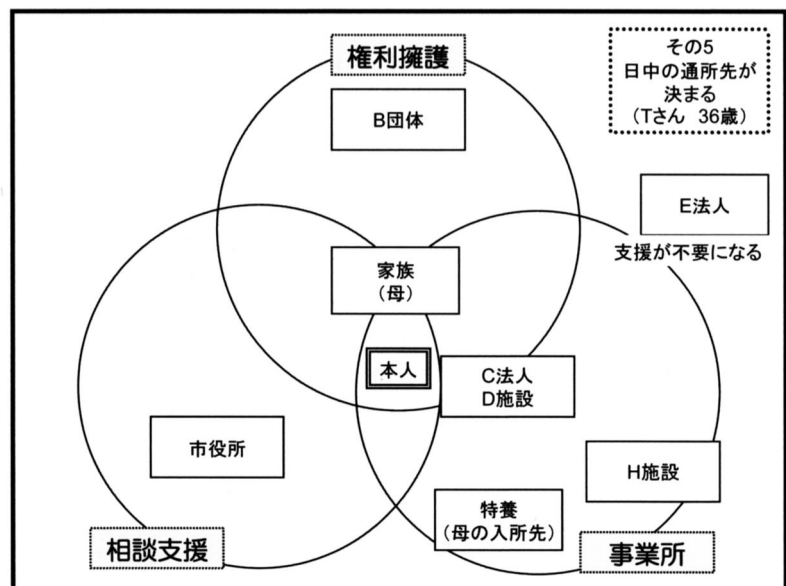 権利擁護
その5
日中の通所先が
決まる
(Tさん 36歳)
B団体
E法人
支援が不要になる
家族
(母)
本人
C法人
D施設
市役所
H施設
特養
(母の入所先)
相談支援
事業所